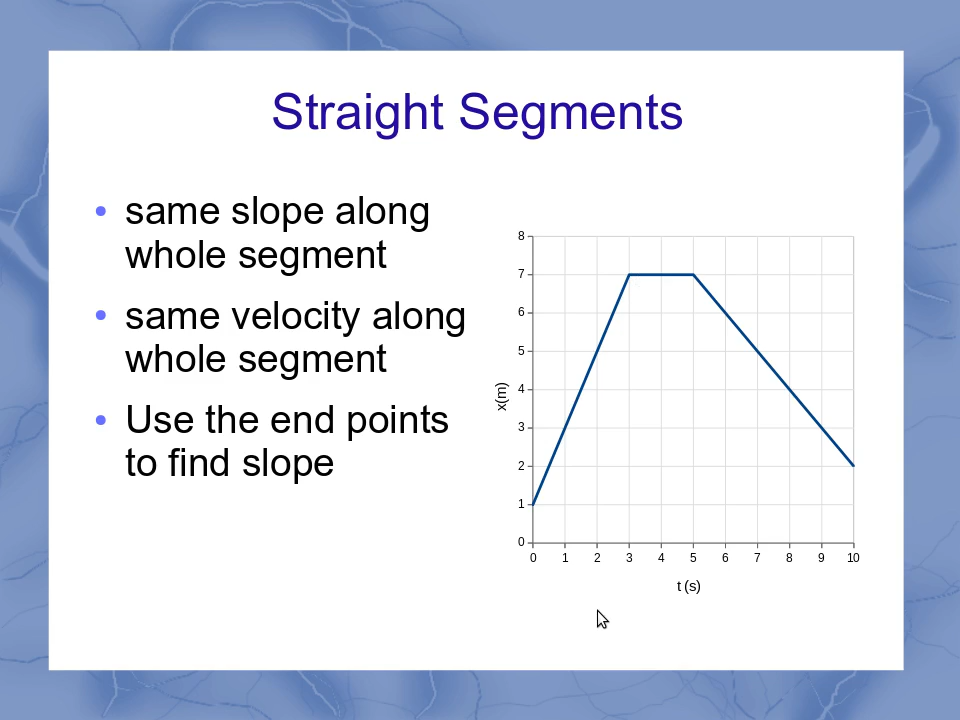 Straight Segments
• same slope along
whole segment
• same velocity along
whole segment
• Use the end points
to find slope
8
7
6
5
4
3
2
1
0
x(m)
0 1 2 3 4 5 6 7 8 9 10
t (s)